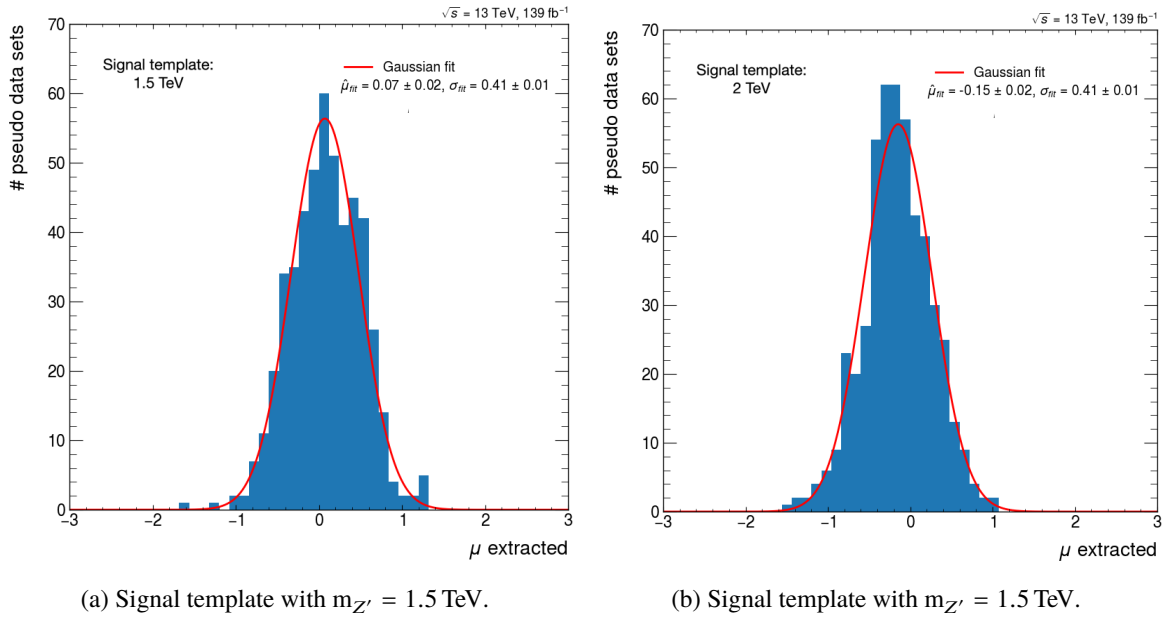 √s = 13 TeV, 139 fb⁻¹
# pseudo data sets
70
60
50
40
30
20
10
0
Signal template:
1.5 TeV
Gaussian fit
μ̂_fit = 0.07 ± 0.02, σ_fit = 0.41 ± 0.01
−3 −2 −1 0 1 2 3
μ extracted
(a) Signal template with m_Z′ = 1.5 TeV.
√s = 13 TeV, 139 fb⁻¹
# pseudo data sets
70
60
50
40
30
20
10
0
Signal template:
2 TeV
Gaussian fit
μ̂_fit = -0.15 ± 0.02, σ_fit = 0.41 ± 0.01
−3 −2 −1 0 1 2 3
μ extracted
(b) Signal template with m_Z′ = 1.5 TeV.